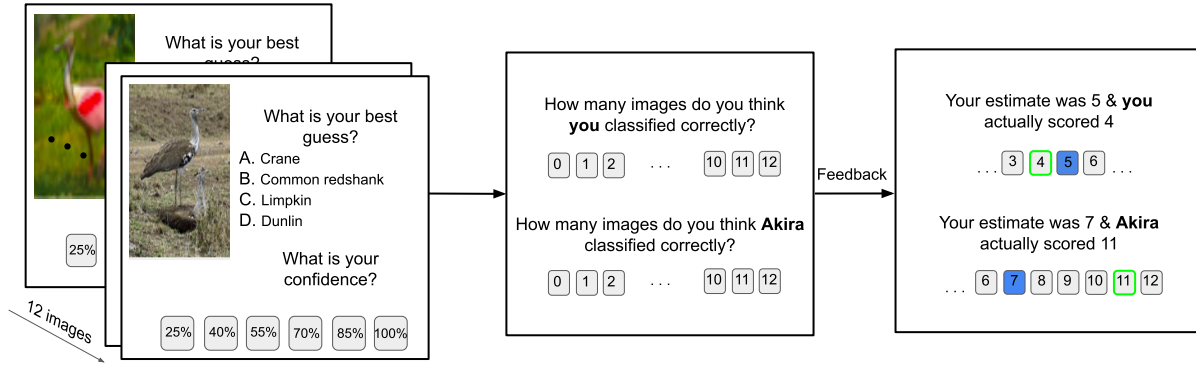 What is your best
guess?
25%
12 images
What is your best
guess?
A. Crane
B. Common redshank
C. Limpkin
D. Dunlin
What is your
confidence?
25% 40% 55% 70% 85% 100%
How many images do you think
you classified correctly?
0 1 2 ... 10 11 12
How many images do you think Akira
classified correctly?
0 1 2 ... 10 11 12
Feedback
Your estimate was 5 & you
actually scored 4
... 3 4 5 6 ...
Your estimate was 7 & Akira
actually scored 11
... 6 7 8 9 10 11 12